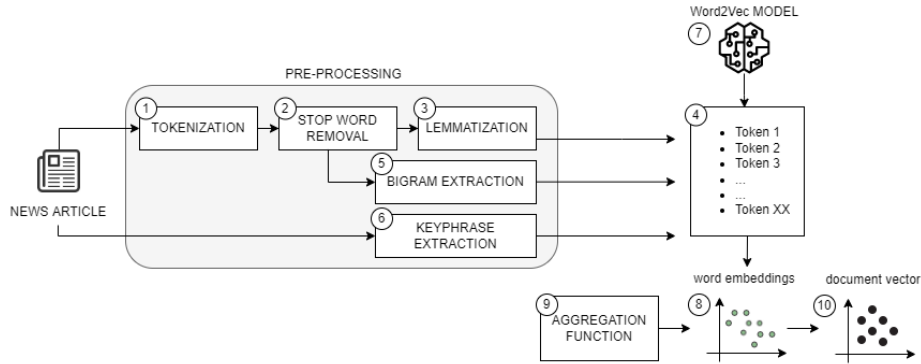 Word2Vec MODEL
7
PRE-PROCESSING
1
TOKENIZATION
2
STOP WORD
REMOVAL
3
LEMMATIZATION
4
Token 1
Token 2
Token 3
...
...
Token XX
5
BIGRAM EXTRACTION
NEWS ARTICLE
6
KEYPHRASE
EXTRACTION
word embeddings
document vector
9
AGGREGATION
FUNCTION
8
10